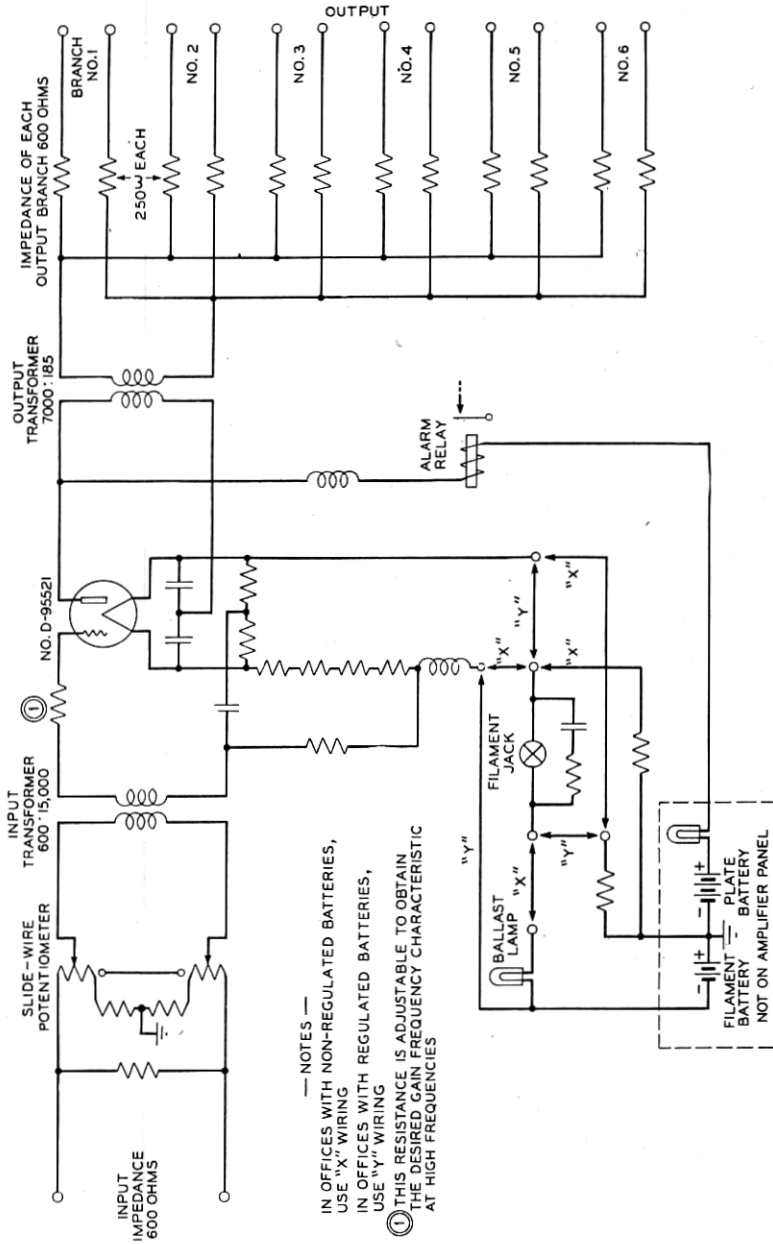 INPUT
IMPEDANCE
600 OHMS
SLIDE-WIRE
POTENTIOMETER
INPUT
TRANSFORMER
600 : 15,000
1
NO. D-95521
OUTPUT
TRANSFORMER
7000 : 185
IMPEDANCE OF EACH
OUTPUT BRANCH 600 OHMS
250ω EACH
BRANCH
NO.1
NO. 2
NO. 3
NO. 4
NO. 5
NO. 6
OUTPUT
ALARM
RELAY
— NOTES —
IN OFFICES WITH NON-REGULATED BATTERIES,
USE "X" WIRING
IN OFFICES WITH REGULATED BATTERIES,
USE "Y" WIRING
1 THIS RESISTANCE IS ADJUSTABLE TO OBTAIN
THE DESIRED GAIN FREQUENCY CHARACTERISTIC
AT HIGH FREQUENCIES
"Y"
"X"
"Y"
"X"
"X"
FILAMENT
JACK
BALLAST
LAMP
"X"
"Y"
- +
- +
FILAMENT
BATTERY
PLATE
BATTERY
NOT ON AMPLIFIER PANEL